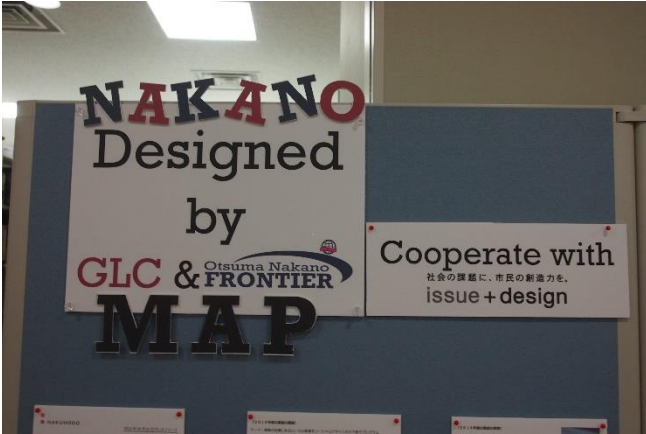 NAKANO
Designed
by
GLC & Otsuma Nakano FRONTIER
MAP
Cooperate with
社会の課題に、市民の創造力を。
issue+design